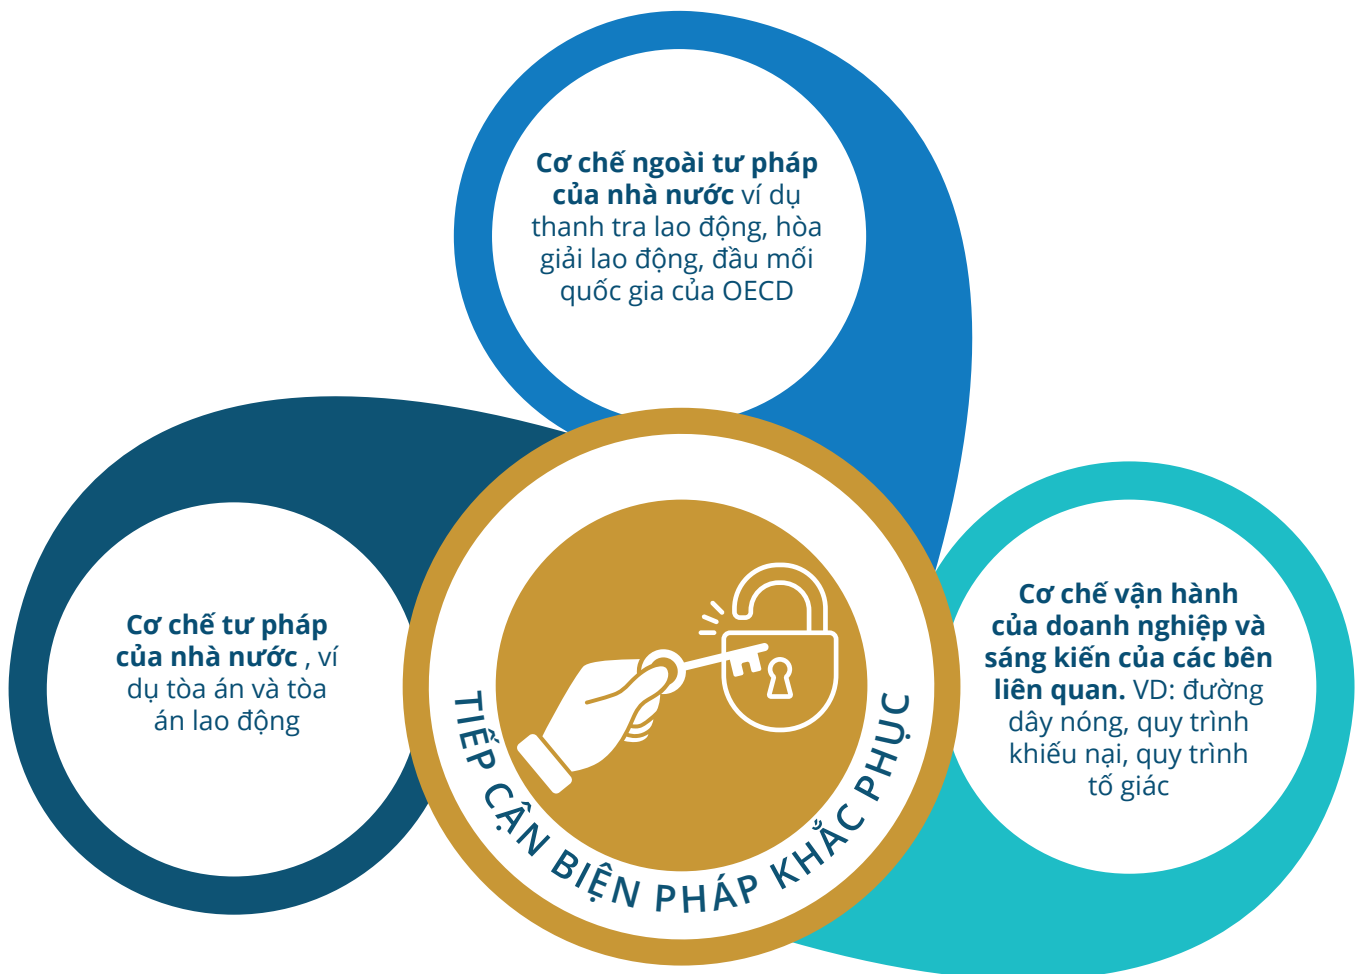 Cơ chế ngoài tư pháp
của nhà nước ví dụ
thanh tra lao động, hòa
giải lao động, đầu mối
quốc gia của OECD
Cơ chế tư pháp
của nhà nước , ví
dụ tòa án và tòa
án lao động
Cơ chế vận hành
của doanh nghiệp và
sáng kiến của các bên
liên quan. VD: đường
dây nóng, quy trình
khiếu nại, quy trình
tố giác
TIẾP CẬN BIỆN PHÁP KHẮC PHỤC